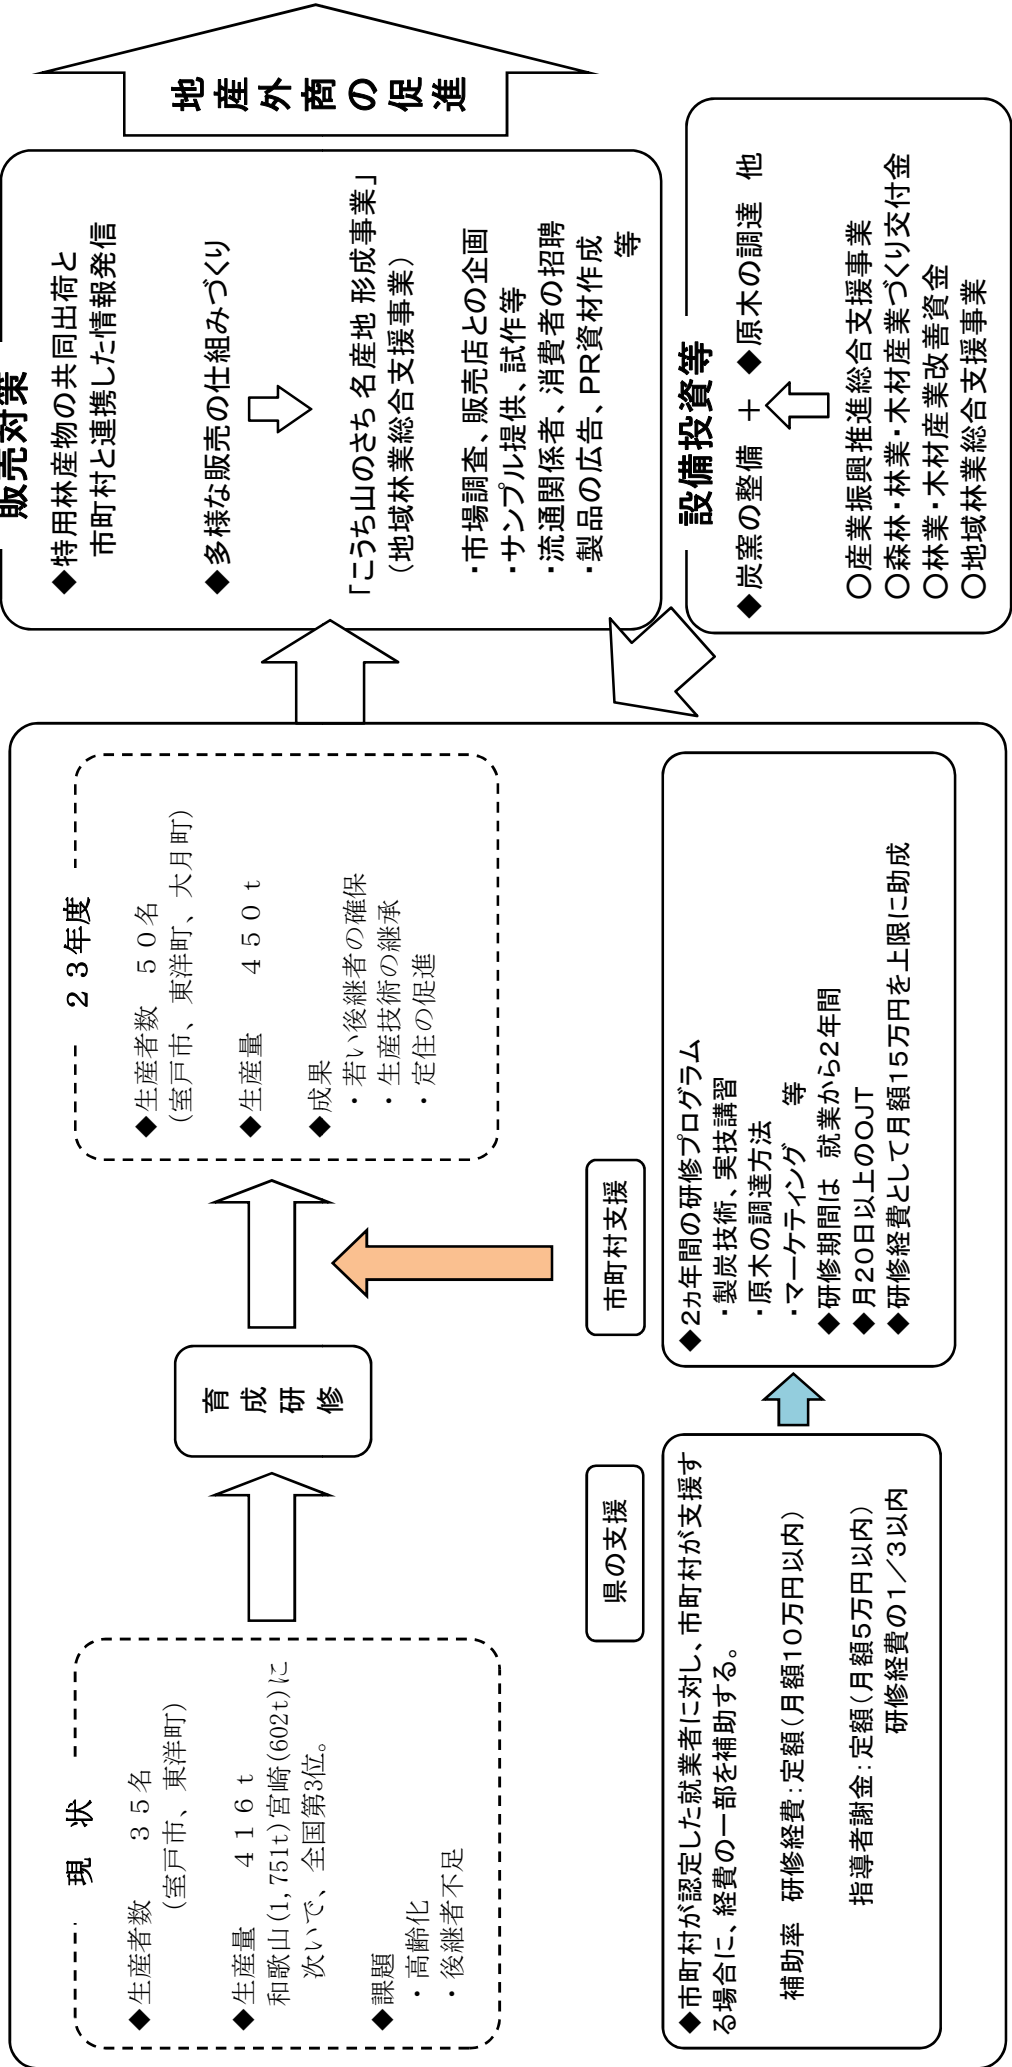 現　状
◆生産者数　３５名
（室戸市、東洋町）
◆生産量　４１６ｔ
和歌山(1,751t)宮崎(602t)に
次いで、全国第3位。
◆課題
・高齢化
・後継者不足
育成研修
２３年度
◆生産者数　５０名
（室戸市、東洋町、大月町）
◆生産量　４５０ｔ
◆成果
・若い後継者の確保
・生産技術の継承
・定住の促進
県の支援
◆市町村が認定した就業者に対し、市町村が支援す
る場合に、経費の一部を補助する。
補助率　研修経費：定額（月額10万円以内）
指導者謝金：定額（月額5万円以内）
研修経費の１／３以内
市町村支援
◆2ヵ年間の研修プログラム
・製炭技術、実技講習
・原木の調達方法
・マーケティング　等
◆研修期間は　就業から2年間
◆月20日以上のOJT
◆研修経費として月額15万円を上限に助成
販売対策
◆特用林産物の共同出荷と
市町村と連携した情報発信
◆多様な販売の仕組みづくり
「こうち山のさち 名産地 形成事業」
（地域林業総合支援事業）
・市場調査、販売店との企画
・サンプル提供、試作等
・流通関係者、消費者の招聘
・製品の広告、PR資材作成
等
設備投資等
◆炭窯の整備　＋　◆原木の調達　他
○産業振興推進総合支援事業
○森林・林業・木材産業づくり交付金
○林業・木材産業改善資金
○地域林業総合支援事業
地産外商の促進